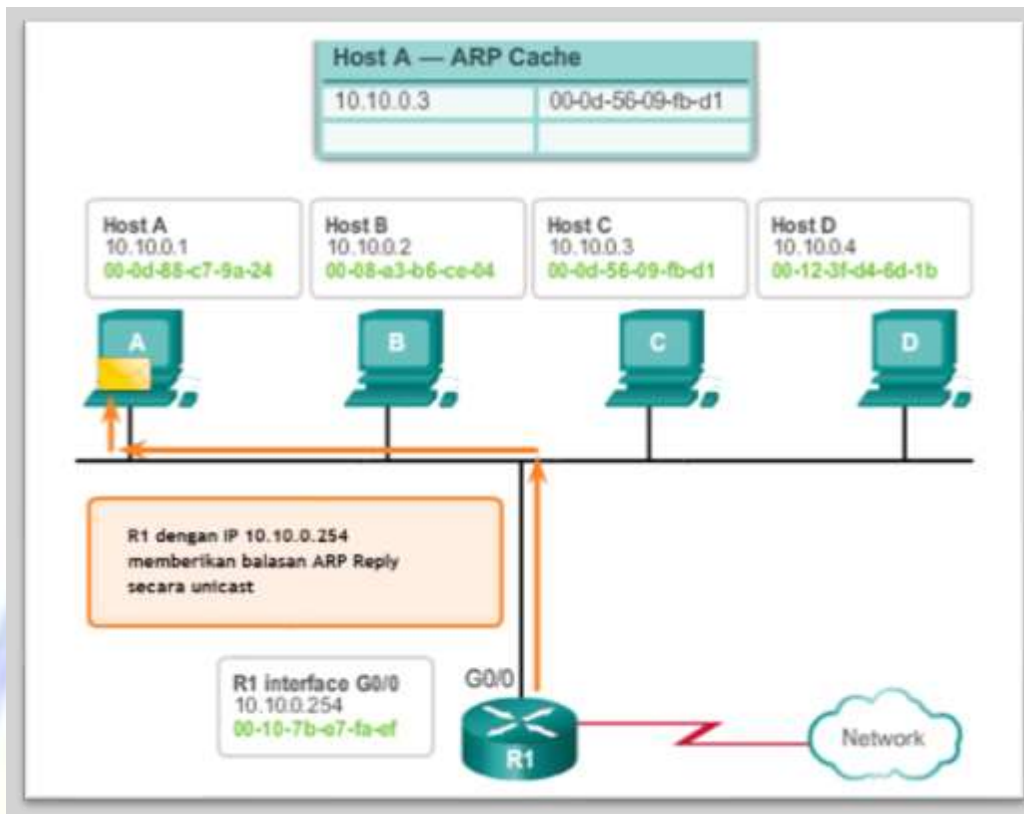 Host A — ARP Cache
10.10.0.3 00-0d-56-09-fb-d1
Host A
10.10.0.1
00-0d-88-c7-9a-24
Host B
10.10.0.2
00-08-a3-b6-ce-04
Host C
10.10.0.3
00-0d-56-09-fb-d1
Host D
10.10.0.4
00-12-3f-d4-6d-1b
A
B
C
D
R1 dengan IP 10.10.0.254
memberikan balasan ARP Reply
secara unicast
R1 interface G0/0
10.10.0.254
00-10-7b-e7-fa-ef
G0/0
R1
Network